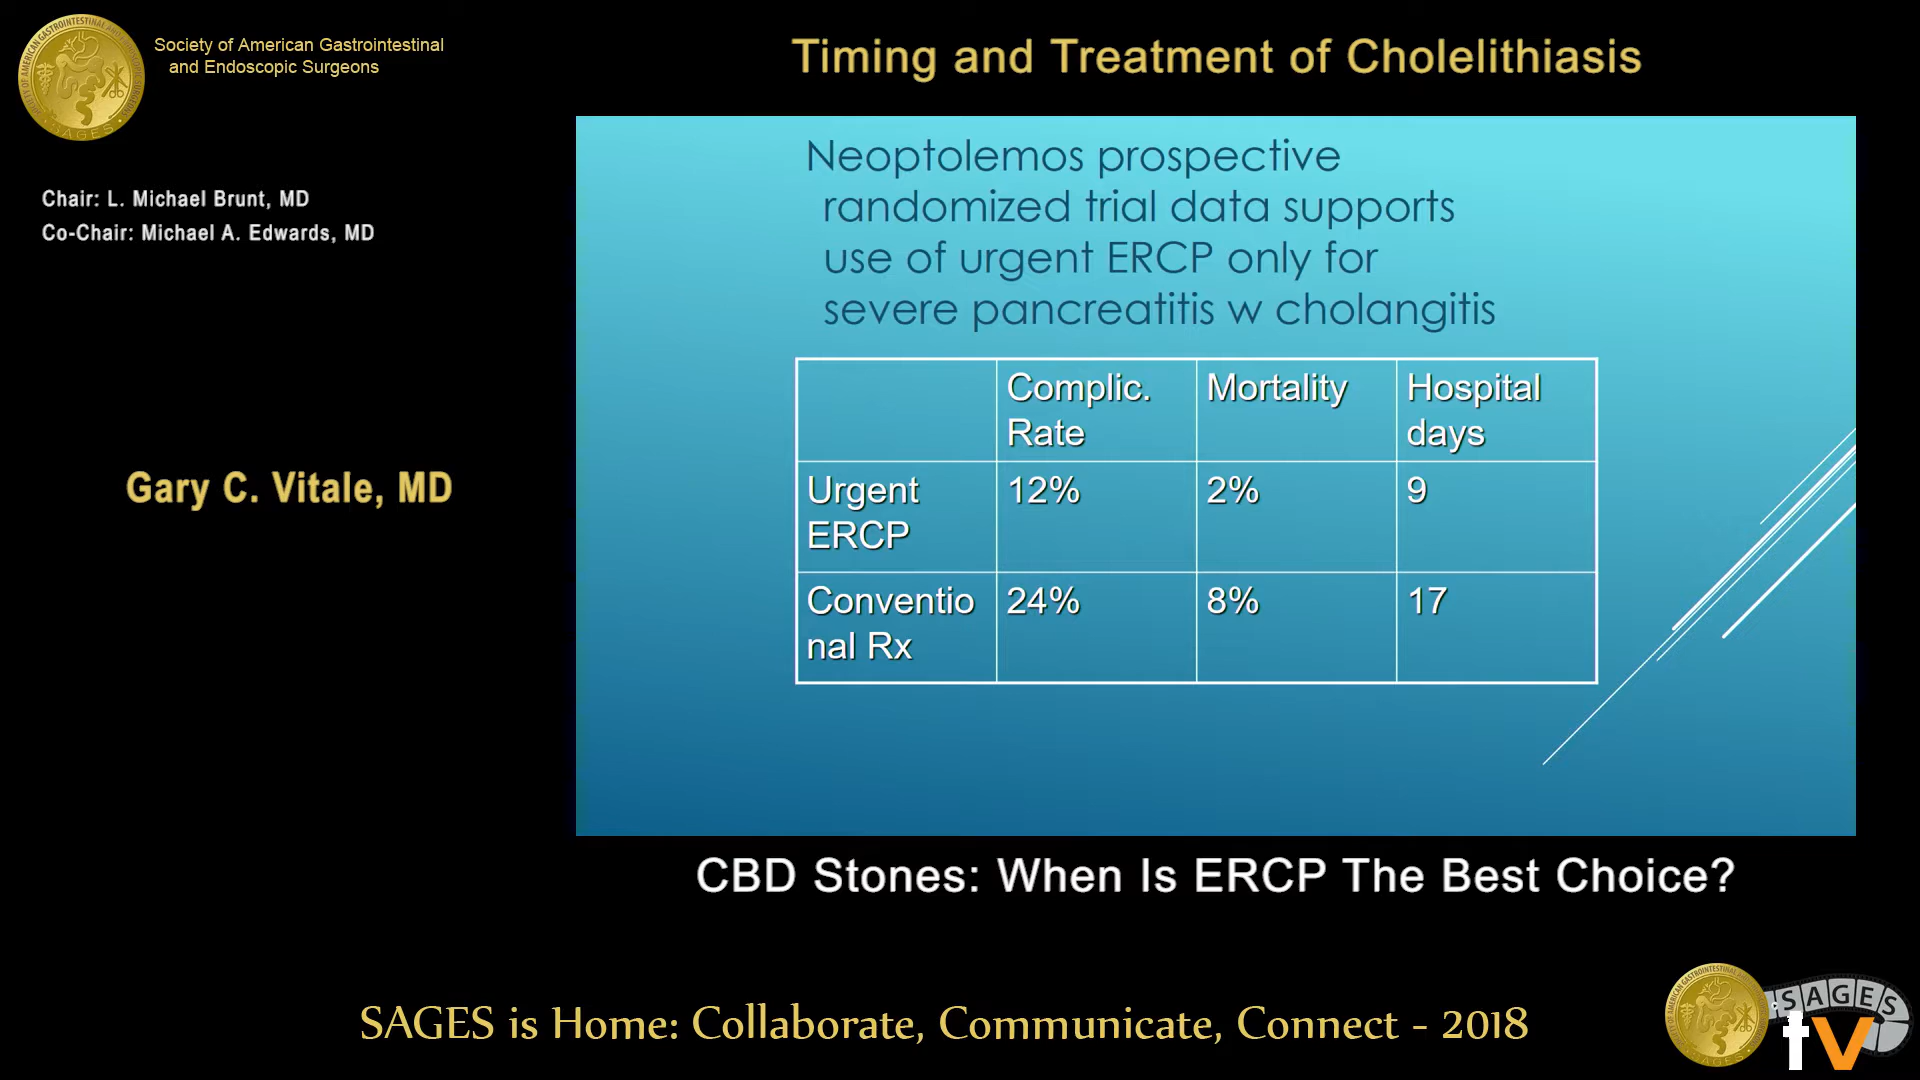 Society of American Gastrointestinal
and Endoscopic Surgeons
Timing and Treatment of Cholelithiasis
Chair: L. Michael Brunt, MD
Co-Chair: Michael A. Edwards, MD
Gary C. Vitale, MD
Neoptolemos prospective
randomized trial data supports
use of urgent ERCP only for
severe pancreatitis w cholangitis
Complic. Rate
Mortality
Hospital days
Urgent ERCP
12%
2%
9
Conventio
nal Rx
24%
8%
17
CBD Stones: When Is ERCP The Best Choice?
SAGES is Home: Collaborate, Communicate, Connect - 2018
SAGES
tv